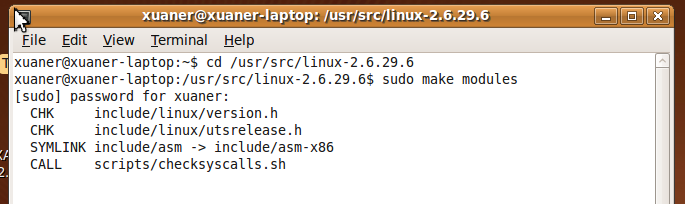 xuaner@xuaner-laptop: /usr/src/linux-2.6.29.6
File Edit View Terminal Help
xuaner@xuaner-laptop:~$ cd /usr/src/linux-2.6.29.6
xuaner@xuaner-laptop:/usr/src/linux-2.6.29.6$ sudo make modules
[sudo] password for xuaner:
CHK include/linux/version.h
CHK include/linux/utsrelease.h
SYMLINK include/asm -> include/asm-x86
CALL scripts/checksyscalls.sh